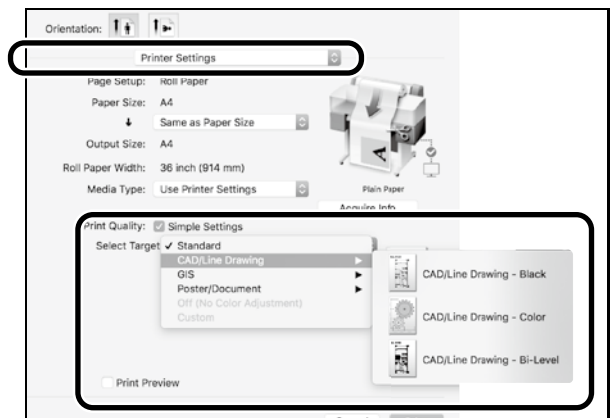 Orientation:
Printer Settings
Page Setup: Roll Paper
Paper Size: A4
Same as Paper Size
Output Size: A4
Roll Paper Width: 36 inch (914 mm)
Media Type: Use Printer Settings
Plain Paper
Acquire Info
Print Quality: Simple Settings
Select Target ✓ Standard
CAD/Line Drawing
GIS
Poster/Document
Off (No Color Adjustment)
Custom
CAD/Line Drawing - Black
CAD/Line Drawing - Color
CAD/Line Drawing - Bi-Level
Print Preview